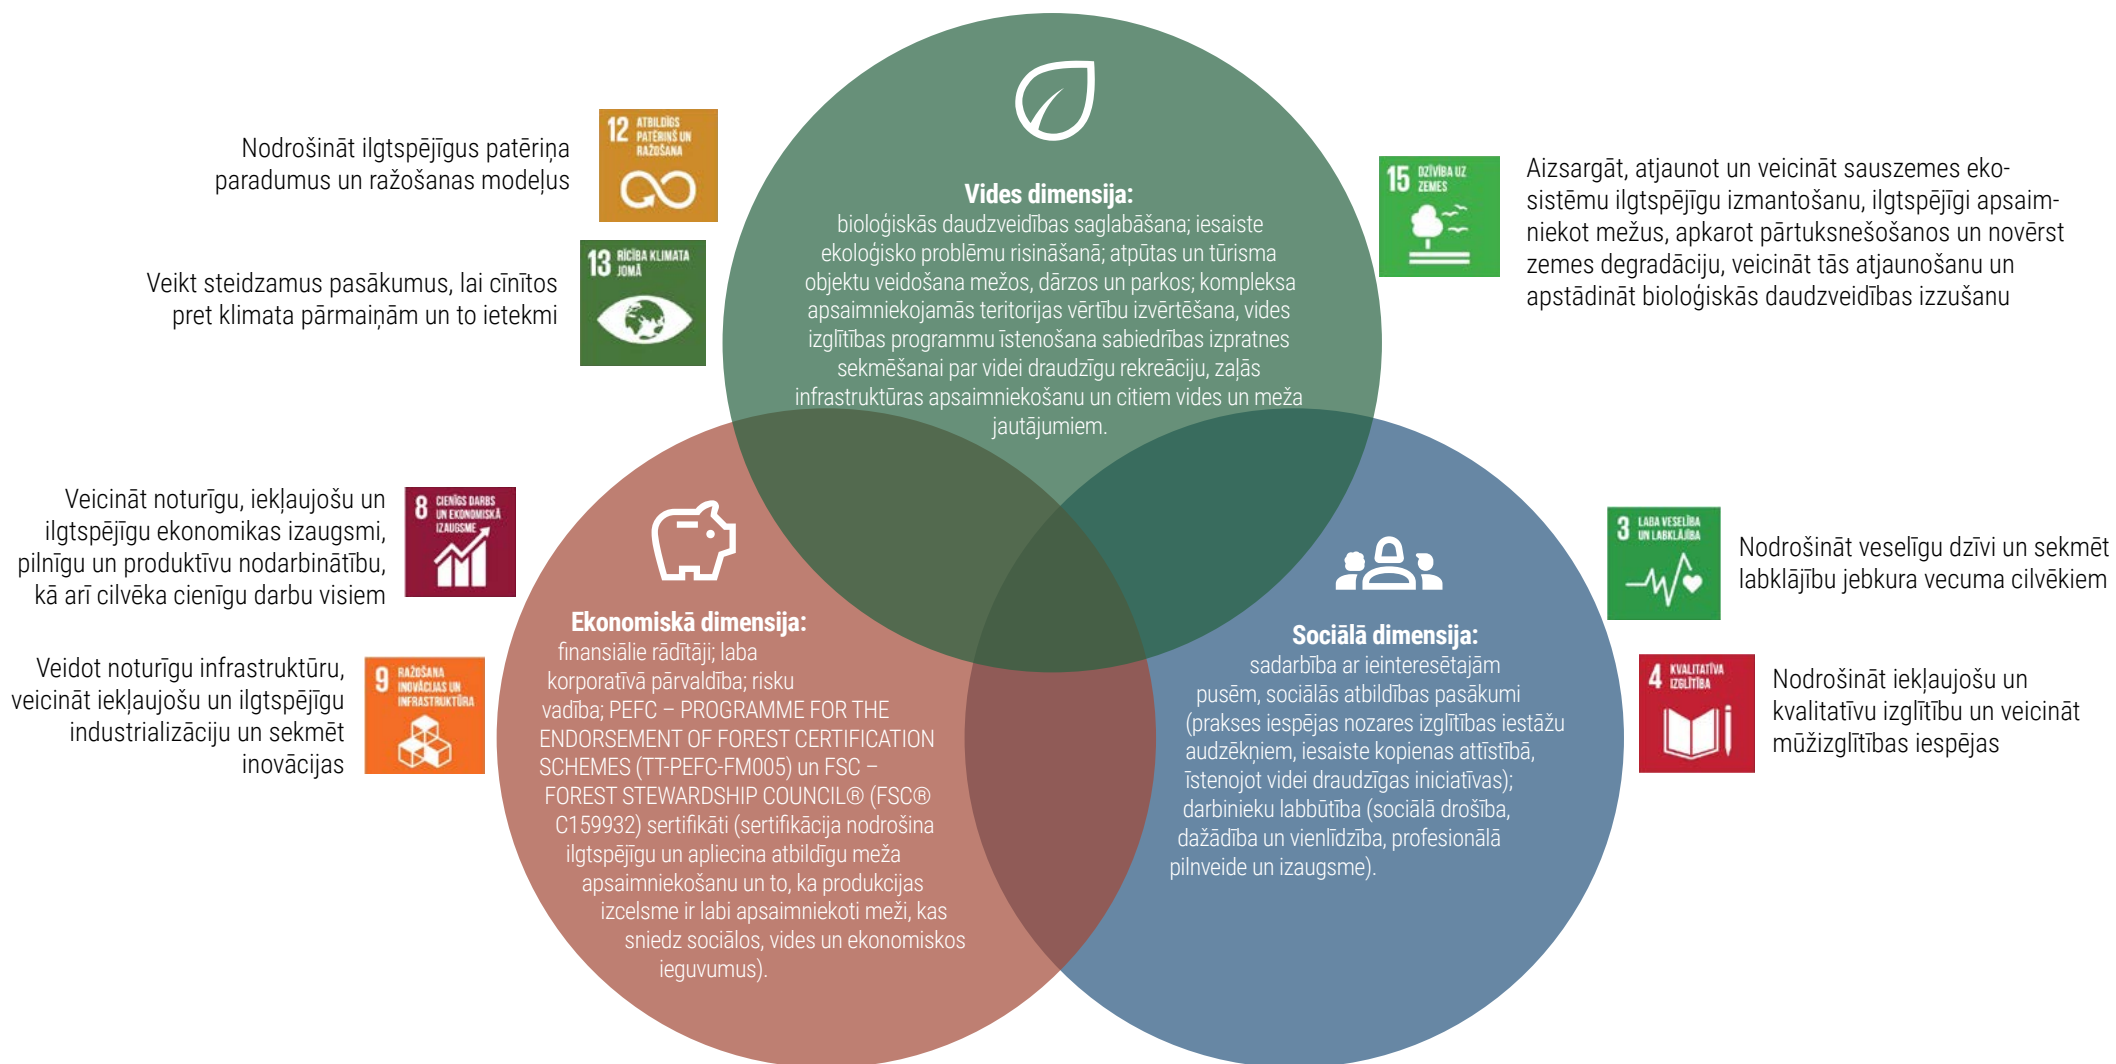 12 ATBILDĪGS
PATĒRIŅŠ UN
RAŽOŠANA
Nodrošināt ilgtspējīgus patēriņa
paradumus un ražošanas modeļus
13 RĪCĪBA KLIMATA
JOMĀ
Veikt steidzamus pasākumus, lai cīnītos
pret klimata pārmaiņām un to ietekmi
Vides dimensija:
bioloģiskās daudzveidības saglabāšana; iesaiste
ekoloģisko problēmu risināšanā; atpūtas un tūrisma
objektu veidošana mežos, dārzos un parkos; kompleksa
apsaimniekojamās teritorijas vērtību izvērtēšana, vides
izglītības programmu īstenošana sabiedrības izpratnes
sekmēšanai par videi draudzīgu rekreāciju, zaļās
infrastruktūras apsaimniekošanu un citiem vides un meža
jautājumiem.
15 DZĪVĪBA UZ
ZEMES
Aizsargāt, atjaunot un veicināt sauszemes eko-
sistēmu ilgtspējīgu izmantošanu, ilgtspējīgi apsaim-
niekot mežus, apkarot pārtuksnešošanos un novērst
zemes degradāciju, veicināt tās atjaunošanu un
apstādināt bioloģiskās daudzveidības izzušanu
Veicināt noturīgu, iekļaujošu un
ilgtspējīgu ekonomikas izaugsmi,
pilnīgu un produktīvu nodarbinātību,
kā arī cilvēka cienīgu darbu visiem
8 CIENĪGS DARBS
UN EKONOMISKĀ
IZAUGSME
Veidot noturīgu infrastruktūru,
veicināt iekļaujošu un ilgtspējīgu
industrializāciju un sekmēt
inovācijas
9 RAŽOŠANA
INOVĀCIJAS UN
INFRASTRUKTŪRA
Ekonomiskā dimensija:
finansiālie rādītāji; laba
korporatīvā pārvaldība; risku
vadība; PEFC – PROGRAMME FOR THE
ENDORSEMENT OF FOREST CERTIFICATION
SCHEMES (TT-PEFC-FM005) un FSC –
FOREST STEWARDSHIP COUNCIL® (FSC®
C159932) sertifikāti (sertifikācija nodrošina
ilgtspējīgu un apliecina atbildīgu meža
apsaimniekošanu un to, ka produkcijas
izcelsme ir labi apsaimniekoti meži, kas
sniedz sociālos, vides un ekonomiskos
ieguvumus).
Sociālā dimensija:
sadarbība ar ieinteresētajām
pusēm, sociālās atbildības pasākumi
(prakses iespējas nozares izglītības iestāžu
audzēkņiem, iesaiste kopienas attīstībā,
īstenojot videi draudzīgas iniciatīvas);
darbinieku labbūtība (sociālā drošība,
dažādība un vienlīdzība, profesionālā
pilnveide un izaugsme).
3 LABA VESELĪBA
UN LABKLĀJĪBA
Nodrošināt veselīgu dzīvi un sekmēt
labklājību jebkura vecuma cilvēkiem
4 KVALITATĪVA
IZGLĪTĪBA
Nodrošināt iekļaujošu un
kvalitatīvu izglītību un veicināt
mūžizglītības iespējas